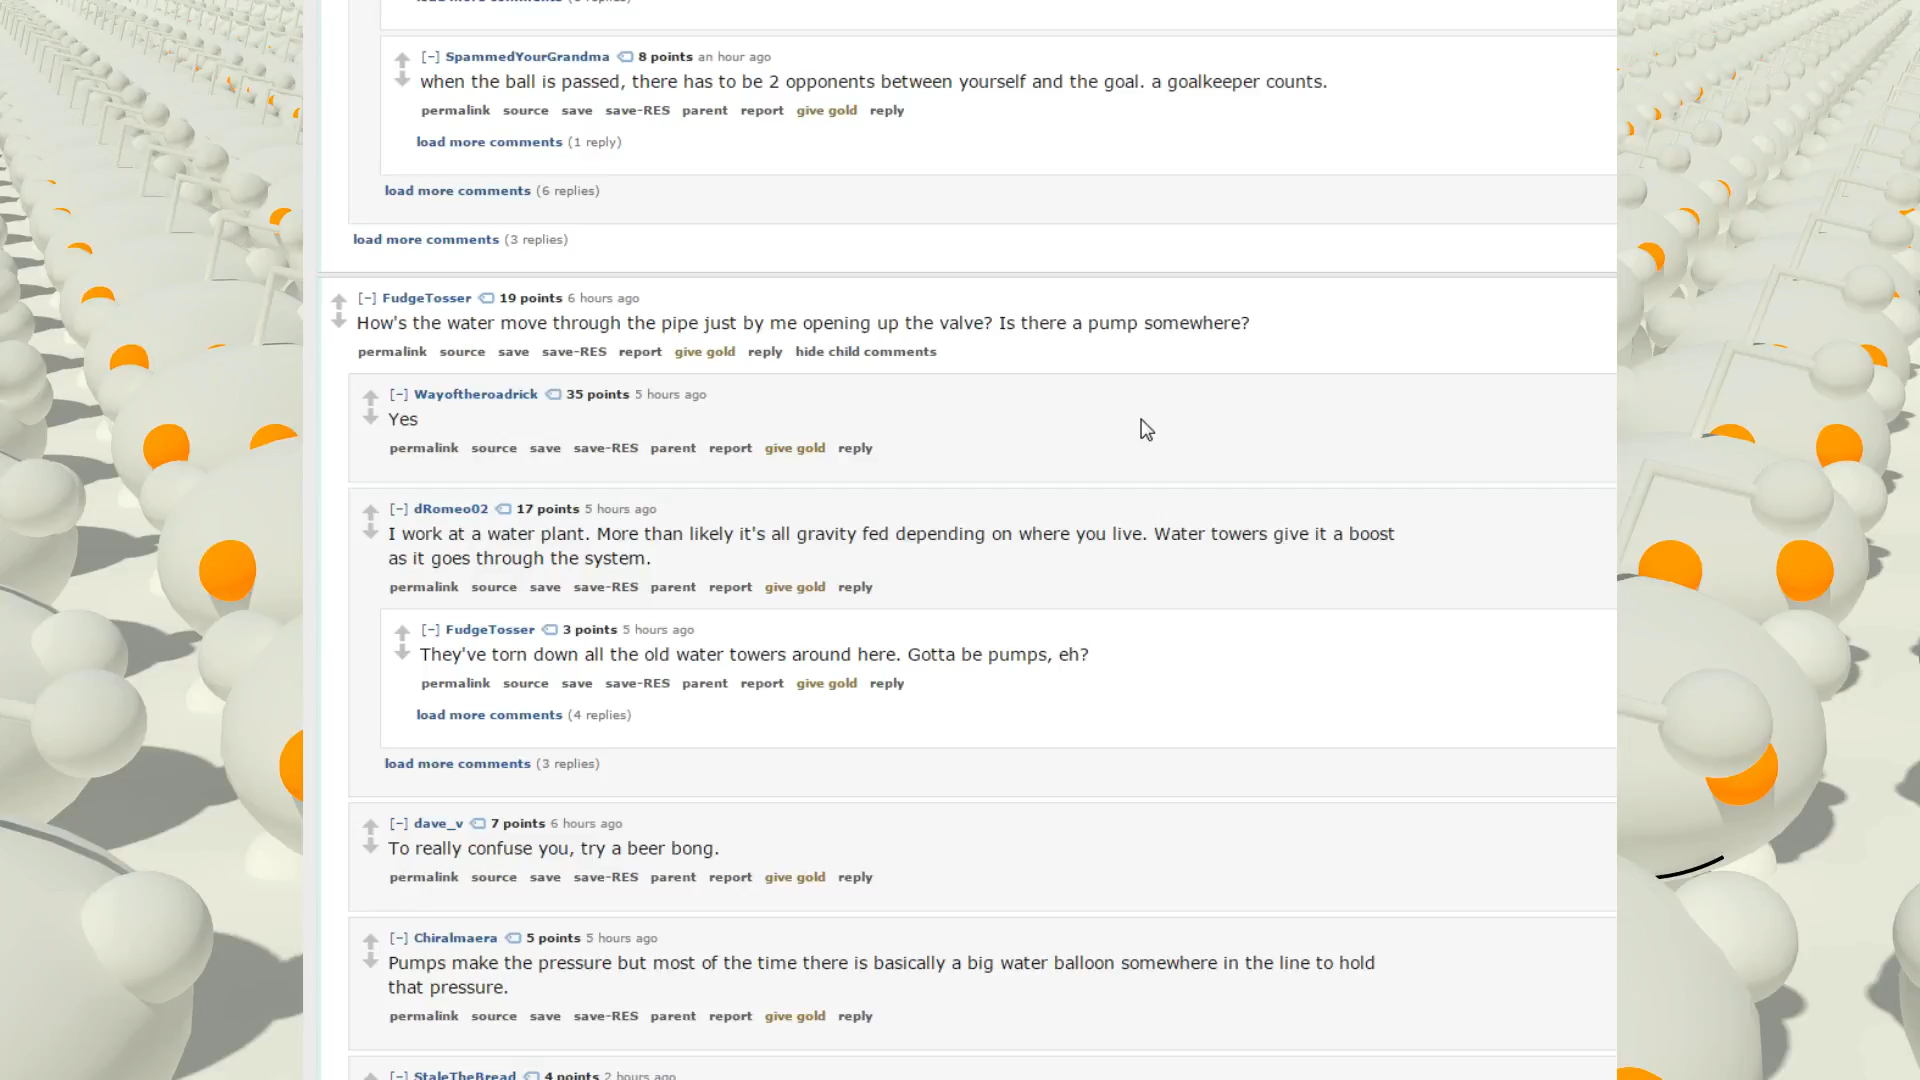 load more comments (6 replies)
[-] SpammedYourGrandma 8 points an hour ago
when the ball is passed, there has to be 2 opponents between yourself and the goal. a goalkeeper counts.
permalink source save save-RES parent report give gold reply
load more comments (1 reply)
load more comments (6 replies)
load more comments (3 replies)
[-] FudgeTosser 19 points 6 hours ago
How's the water move through the pipe just by me opening up the valve? Is there a pump somewhere?
permalink source save save-RES report give gold reply hide child comments
[-] Wayoftheroadrick 35 points 5 hours ago
Yes
permalink source save save-RES parent report give gold reply
[-] dRomeo02 17 points 5 hours ago
I work at a water plant. More than likely it's all gravity fed depending on where you live. Water towers give it a boost
as it goes through the system.
permalink source save save-RES parent report give gold reply
[-] FudgeTosser 3 points 5 hours ago
They've torn down all the old water towers around here. Gotta be pumps, eh?
permalink source save save-RES parent report give gold reply
load more comments (4 replies)
load more comments (3 replies)
[-] dave_v 7 points 6 hours ago
To really confuse you, try a beer bong.
permalink source save save-RES parent report give gold reply
[-] Chiralmaera 5 points 5 hours ago
Pumps make the pressure but most of the time there is basically a big water balloon somewhere in the line to hold
that pressure.
permalink source save save-RES parent report give gold reply
[-] StaleTheBread 4 points 2 hours ago